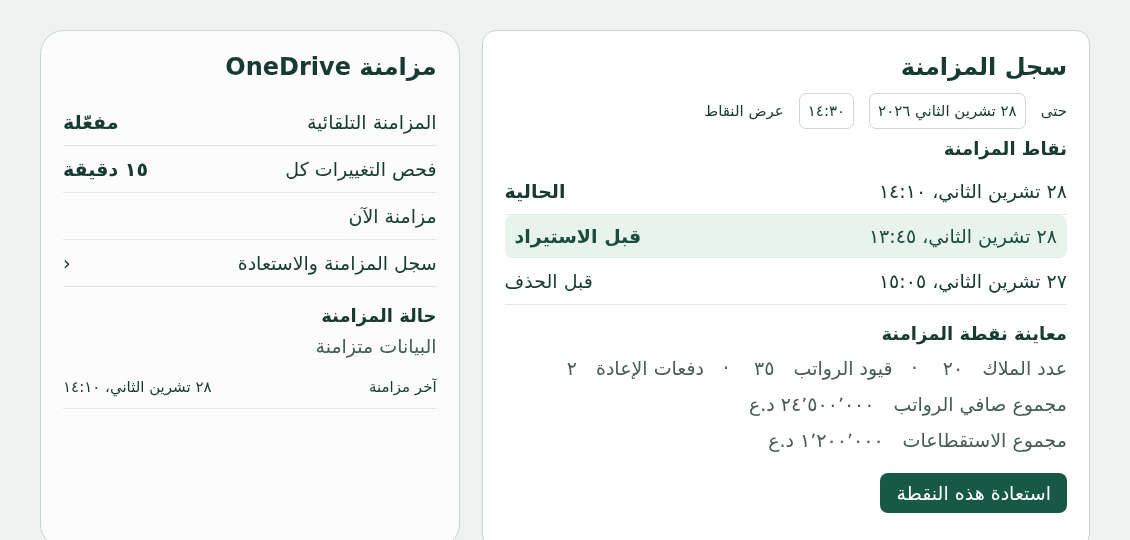 سجل المزامنة
حتى ٢٨ تشرين الثاني ٢٠٢٦ ١٤:٣٠ عرض النقاط
نقاط المزامنة
٢٨ تشرين الثاني، ١٤:١٠ الحالية
٢٨ تشرين الثاني، ١٣:٤٥ قبل الاستيراد
٢٧ تشرين الثاني، ١٥:٠٥ قبل الحذف
معاينة نقطة المزامنة
عدد الملاك ٢٠ · قيود الرواتب ٣٥ · دفعات الإعادة ٢
مجموع صافي الرواتب ٢٤٬٥٠٠٬٠٠٠ د.ع
مجموع الاستقطاعات ١٬٢٠٠٬٠٠٠ د.ع
استعادة هذه النقطة
مزامنة OneDrive
المزامنة التلقائية مفعّلة
فحص التغييرات كل ١٥ دقيقة
مزامنة الآن
سجل المزامنة والاستعادة ‹
حالة المزامنة
البيانات متزامنة
آخر مزامنة ٢٨ تشرين الثاني، ١٤:١٠